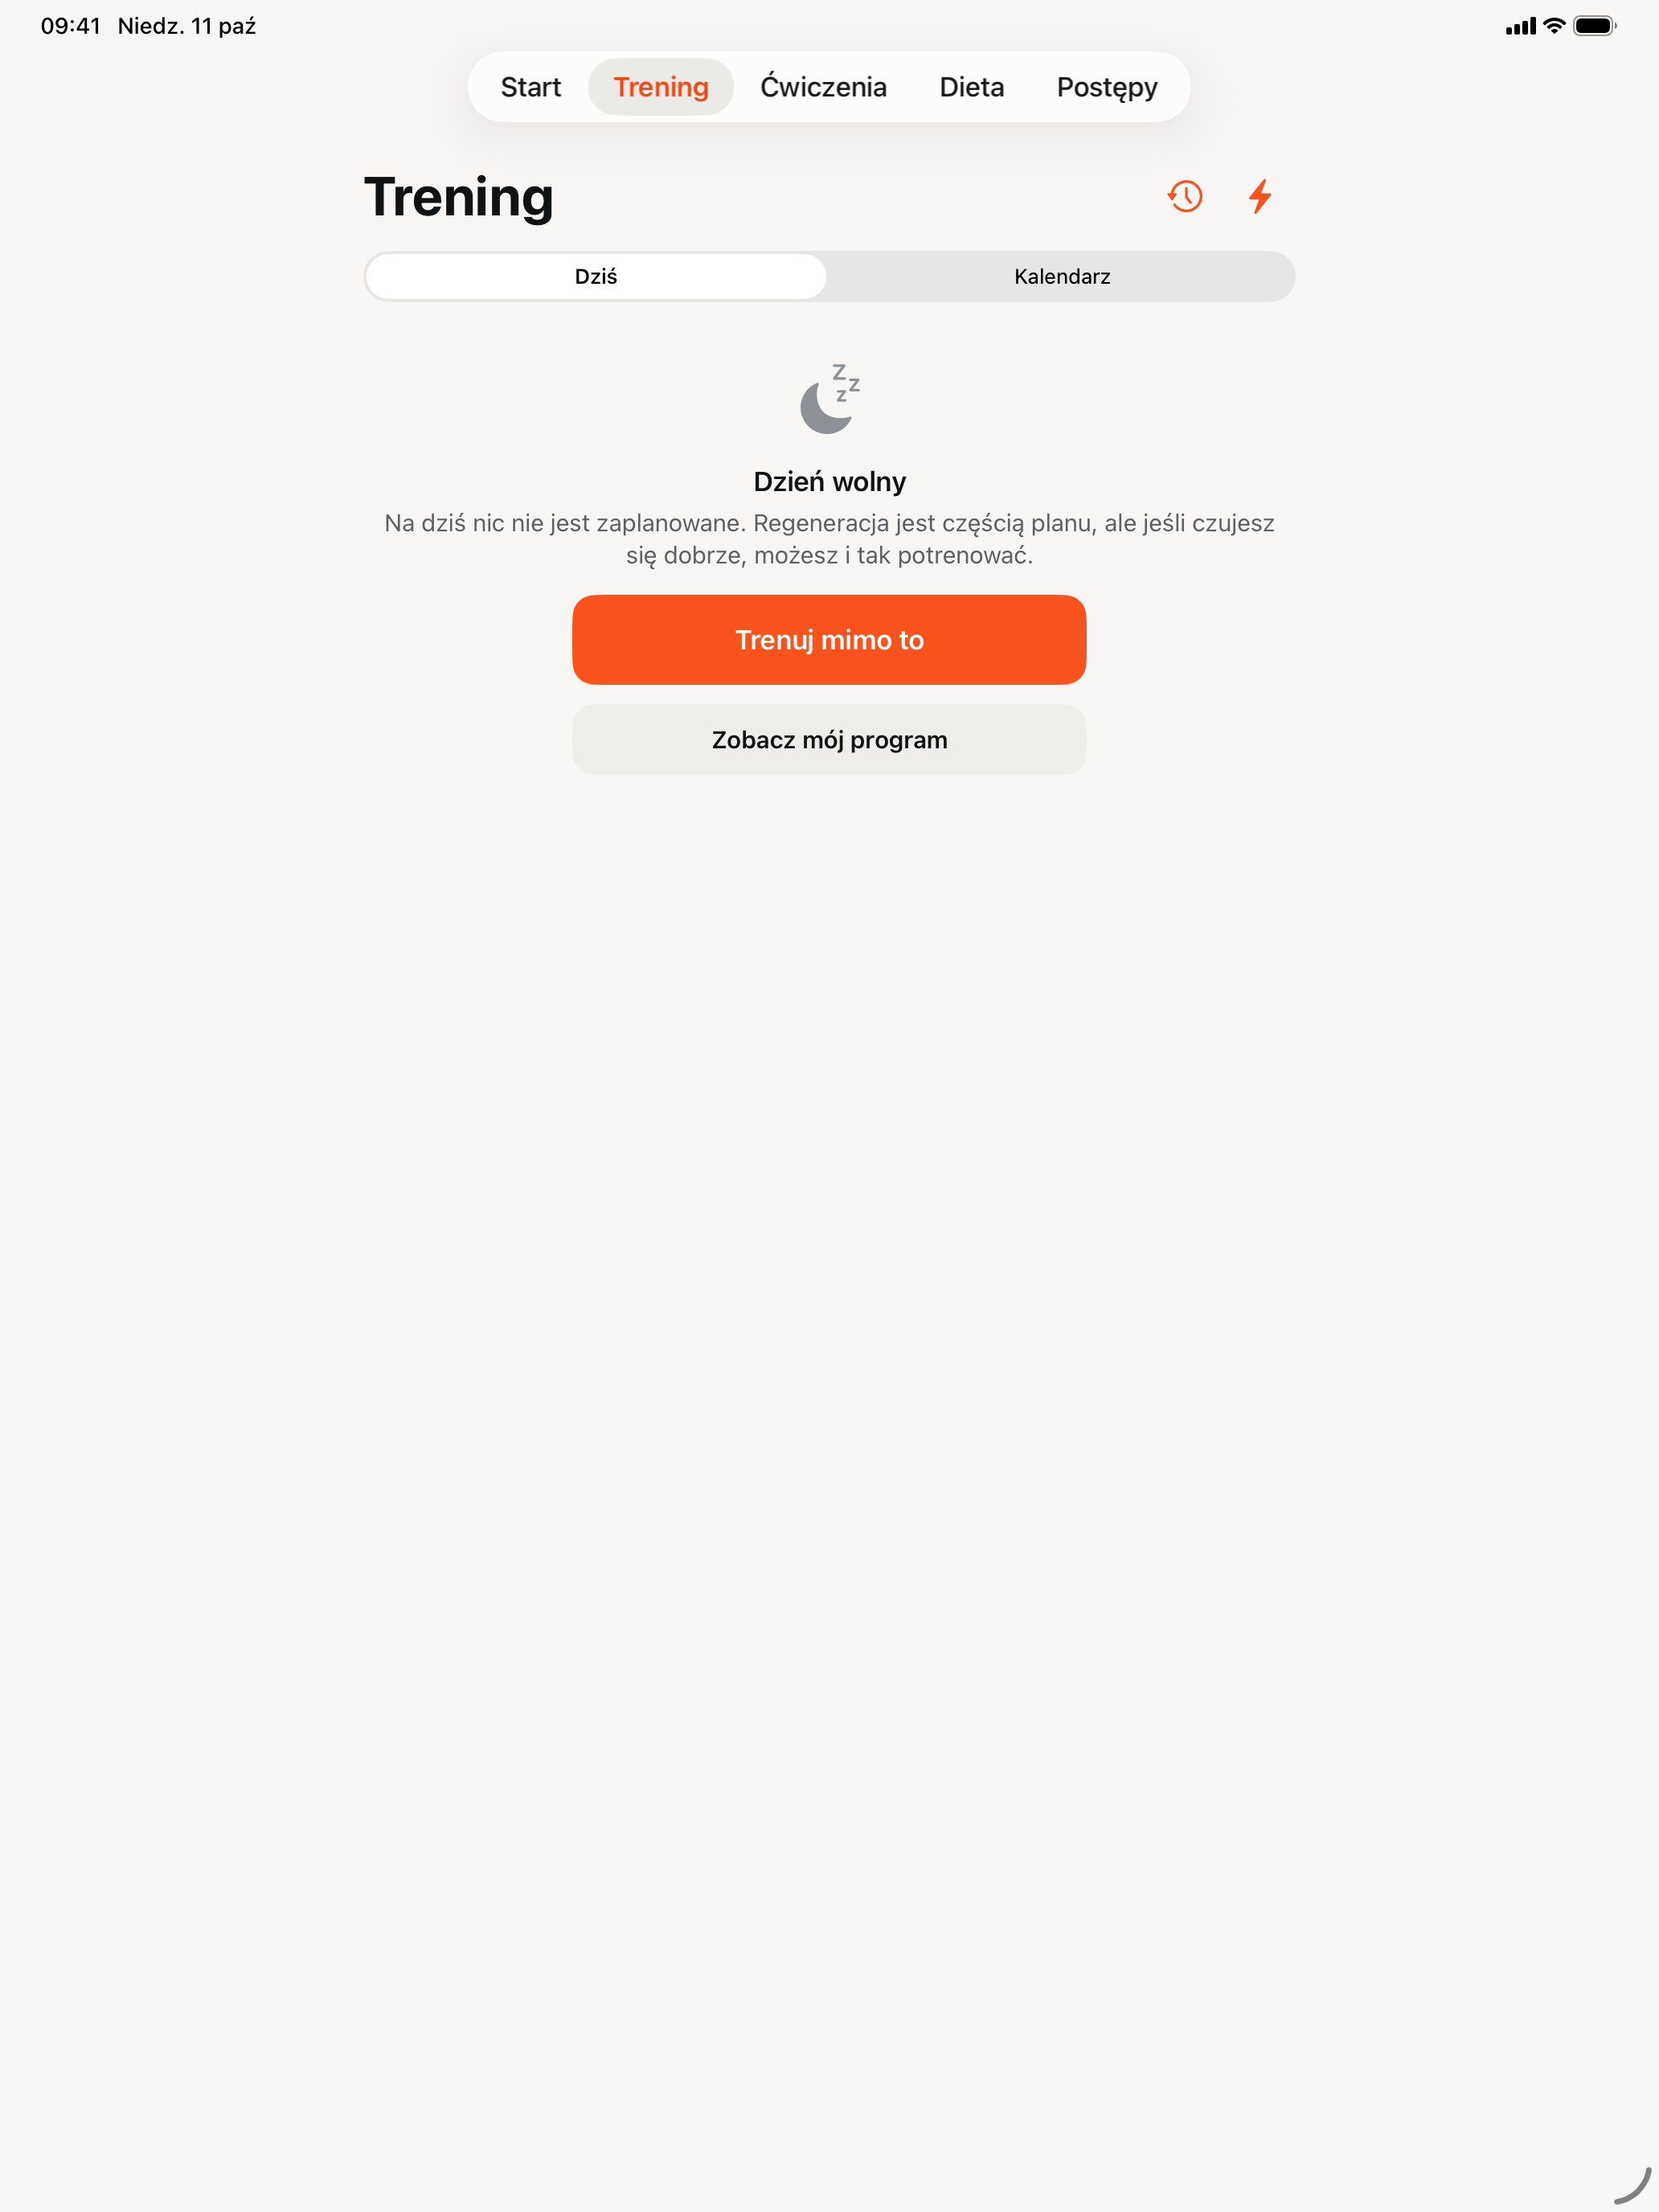 09:41 Niedz. 11 paź
Start Trening Ćwiczenia Dieta Postępy
Trening
Dziś Kalendarz
z z z
Dzień wolny
Na dziś nic nie jest zaplanowane. Regeneracja jest częścią planu, ale jeśli czujesz
się dobrze, możesz i tak potrenować.
Trenuj mimo to
Zobacz mój program